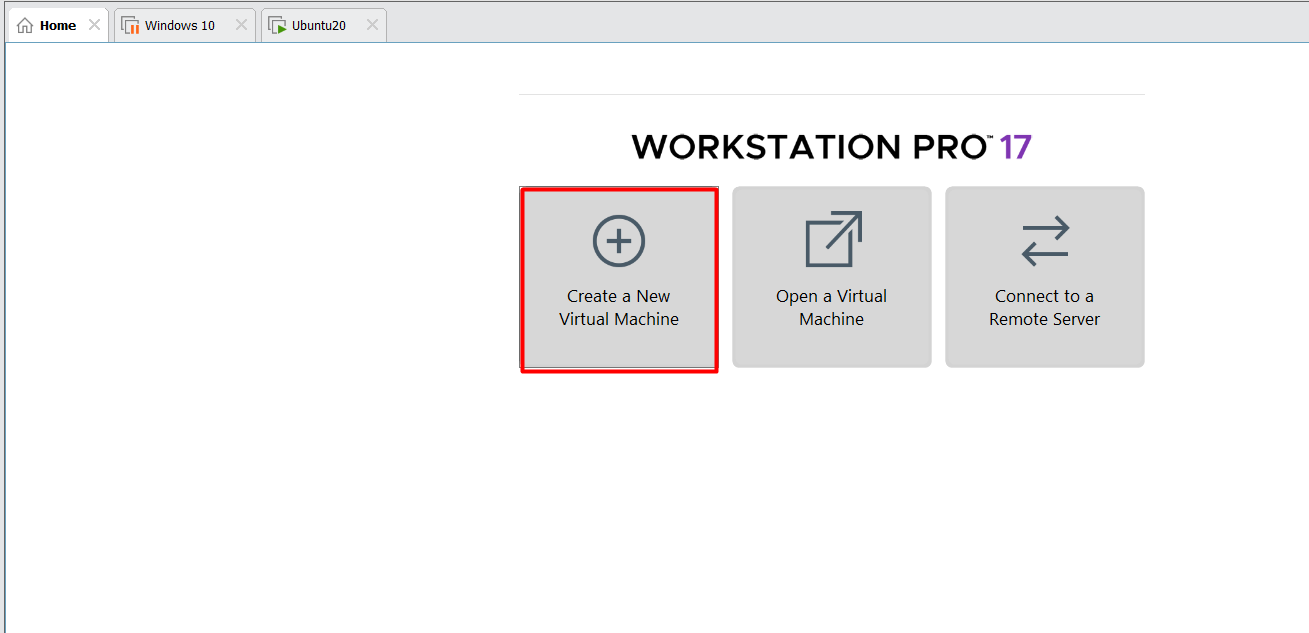 Home
Windows 10
Ubuntu20
WORKSTATION PRO™ 17
Create a New
Virtual Machine
Open a Virtual
Machine
Connect to a
Remote Server